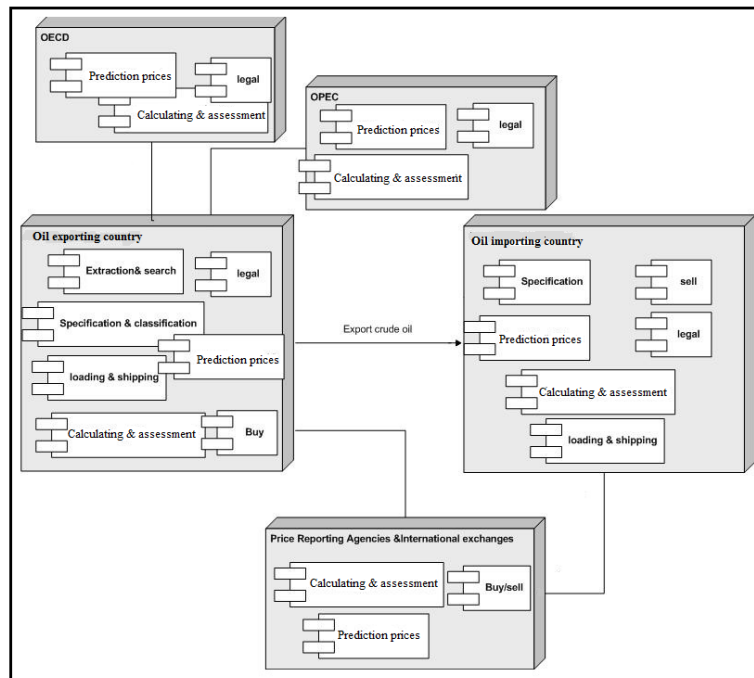 OECD
Prediction prices
legal
Calculating & assessment
OPEC
Prediction prices
legal
Calculating & assessment
Oil exporting country
Extraction& search
legal
Specification & classification
Prediction prices
loading & shipping
Calculating & assessment
Buy
Export crude oil
Oil importing country
Specification
sell
Prediction prices
legal
Calculating & assessment
loading & shipping
Price Reporting Agencies &International exchanges
Calculating & assessment
Buy/sell
Prediction prices